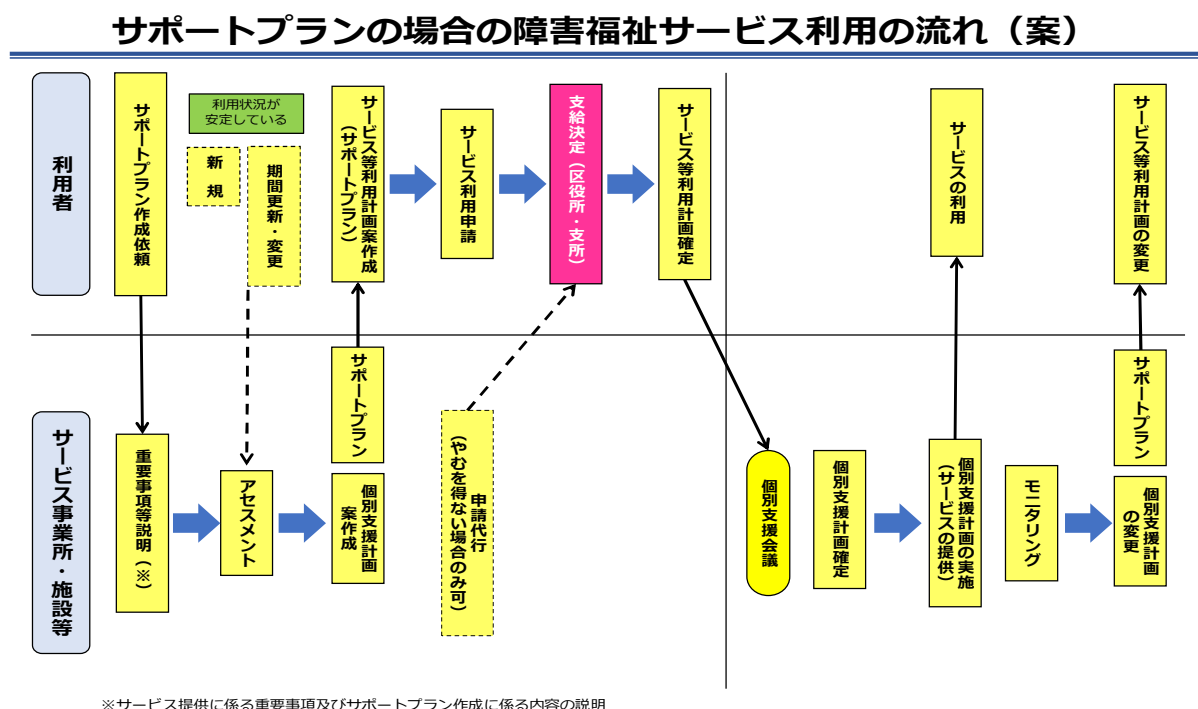 サポートプランの場合の障害福祉サービス利用の流れ（案）
利用者
サポートプラン作成依頼
利用状況が
安定している
新規
期間更新・変更
サービス等利用計画案作成
（サポートプラン）
サービス利用申請
支給決定（区役所・支所）
サービス等利用計画確定
サービスの利用
サービス等利用計画の変更
サービス事業所・施設等
重要事項等説明（※）
アセスメント
サポートプラン
個別支援計画
案作成
申請代行
（やむを得ない場合のみ可）
個別支援会議
個別支援計画確定
個別支援計画の実施
（サービスの提供）
モニタリング
サポートプラン
個別支援計画
の変更
※サービス提供に係る重要事項及びサポートプラン作成に係る内容の説明